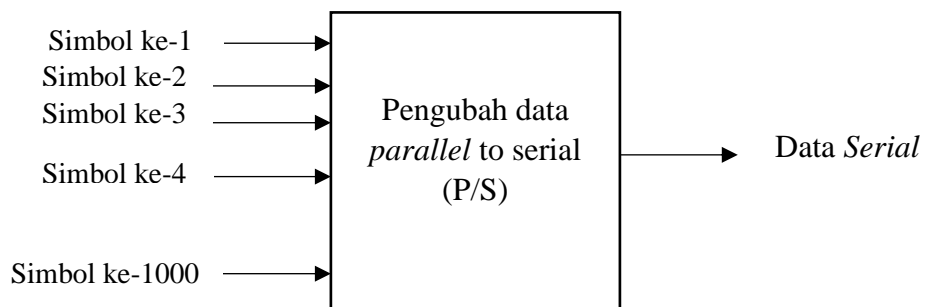 Simbol ke-1
Simbol ke-2
Simbol ke-3
Simbol ke-4
Simbol ke-1000
Pengubah data
parallel to serial
(P/S)
Data Serial